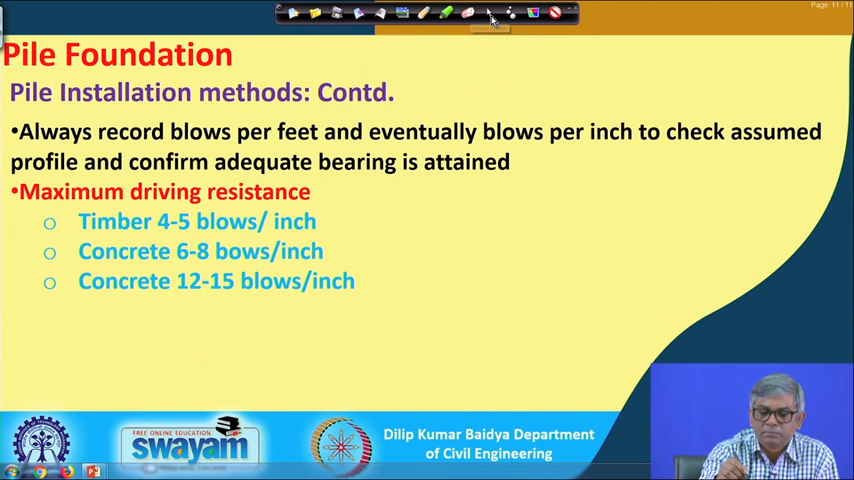 Page: 11 / 11
Pile Foundation
Pile Installation methods: Contd.
•Always record blows per feet and eventually blows per inch to check assumed
profile and confirm adequate bearing is attained
•Maximum driving resistance
o Timber 4-5 blows/ inch
o Concrete 6-8 bows/inch
o Concrete 12-15 blows/inch
FREE ONLINE EDUCATION
swayam
Dilip Kumar Baidya Department
of Civil Engineering